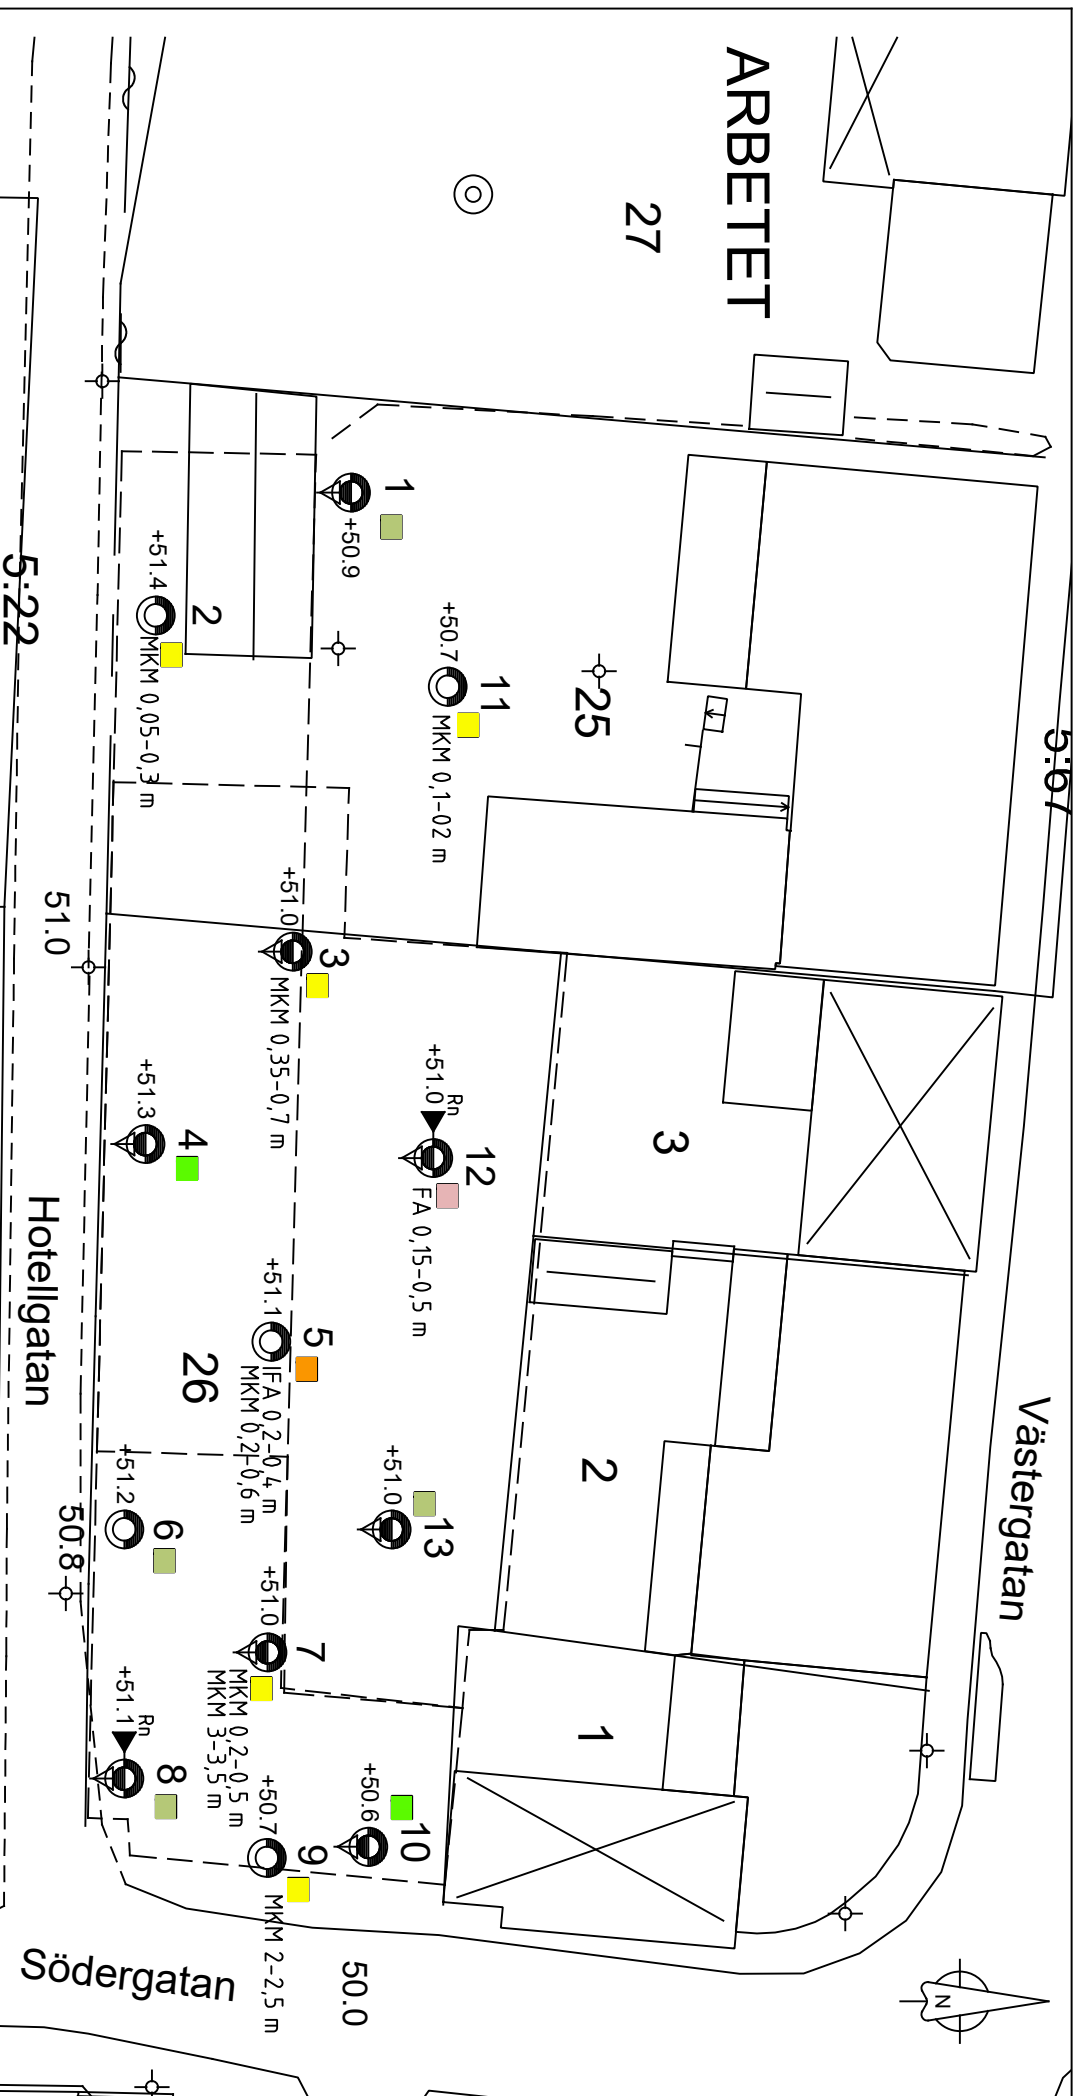 ARBETET
27
5:67
1
+50.9
2
+51.4
MKM 0,05-0,3 m
11
+50.7
MKM 0,1-02 m
25
5:22
3
+51.0
MKM 0,35-0,7 m
51.0
4
+51.3
12
+51.0
Rn
FA 0,15-0,5 m
3
Hotellgatan
5
+51.1
IFA 0,2-0,4 m
MKM 0,2-0,6 m
26
2
Västergatan
13
+51.0
6
+51.2
50.8
7
+51.0
MKM 0,2-0,5 m
MKM 3-3,5 m
1
8
+51.1
Rn
10
+50.6
9
+50.7
MKM 2-2,5 m
50.0
Södergatan
N